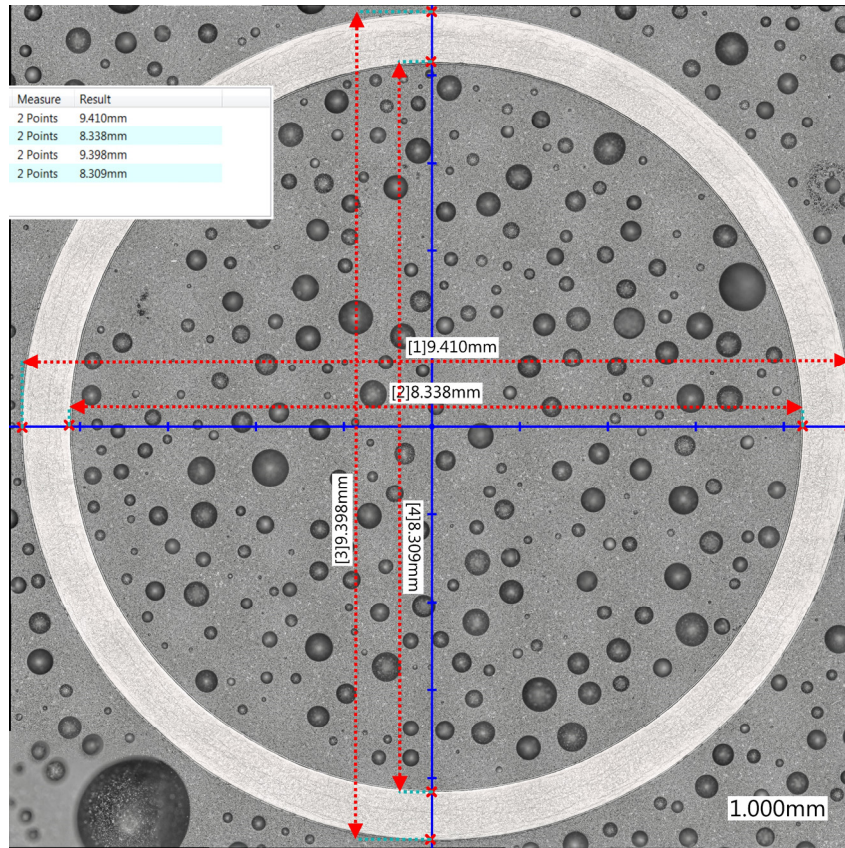 Measure Result
2 Points 9.410mm
2 Points 8.338mm
2 Points 9.398mm
2 Points 8.309mm
[1]9.410mm
[2]8.338mm
[3]9.398mm
[4]8.309mm
1.000mm